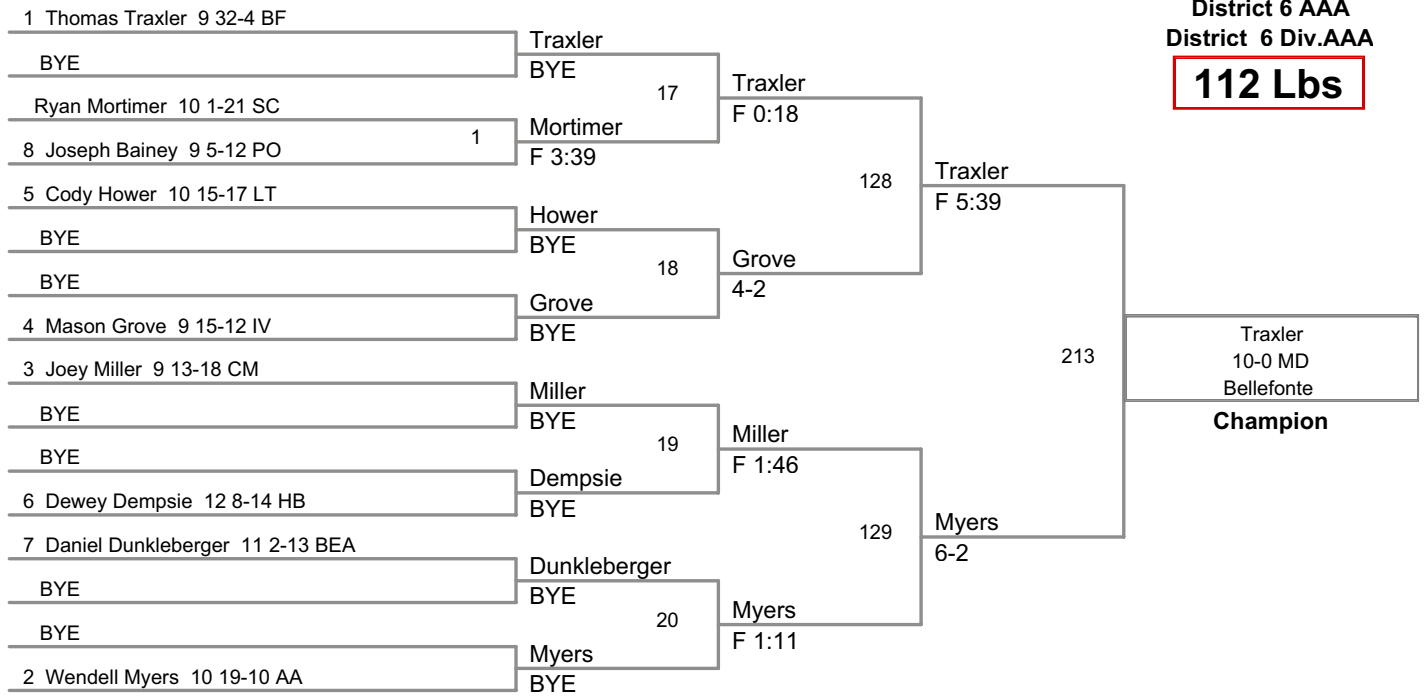 District 6 AAA
District 6 Div.AAA
112 Lbs
1 Thomas Traxler 9 32-4 BF
BYE
Ryan Mortimer 10 1-21 SC
8 Joseph Bainey 9 5-12 PO
5 Cody Hower 10 15-17 LT
BYE
BYE
4 Mason Grove 9 15-12 IV
3 Joey Miller 9 13-18 CM
BYE
BYE
6 Dewey Dempsie 12 8-14 HB
7 Daniel Dunkleberger 11 2-13 BEA
BYE
BYE
2 Wendell Myers 10 19-10 AA
Traxler
BYE
1
Mortimer
F 3:39
Hower
BYE
Grove
BYE
Miller
BYE
Dempsie
BYE
Dunkleberger
BYE
Myers
BYE
17
Traxler
F 0:18
18
Grove
4-2
19
Miller
F 1:46
20
Myers
F 1:11
128
Traxler
F 5:39
129
Myers
6-2
213
Traxler
10-0 MD
Bellefonte
Champion